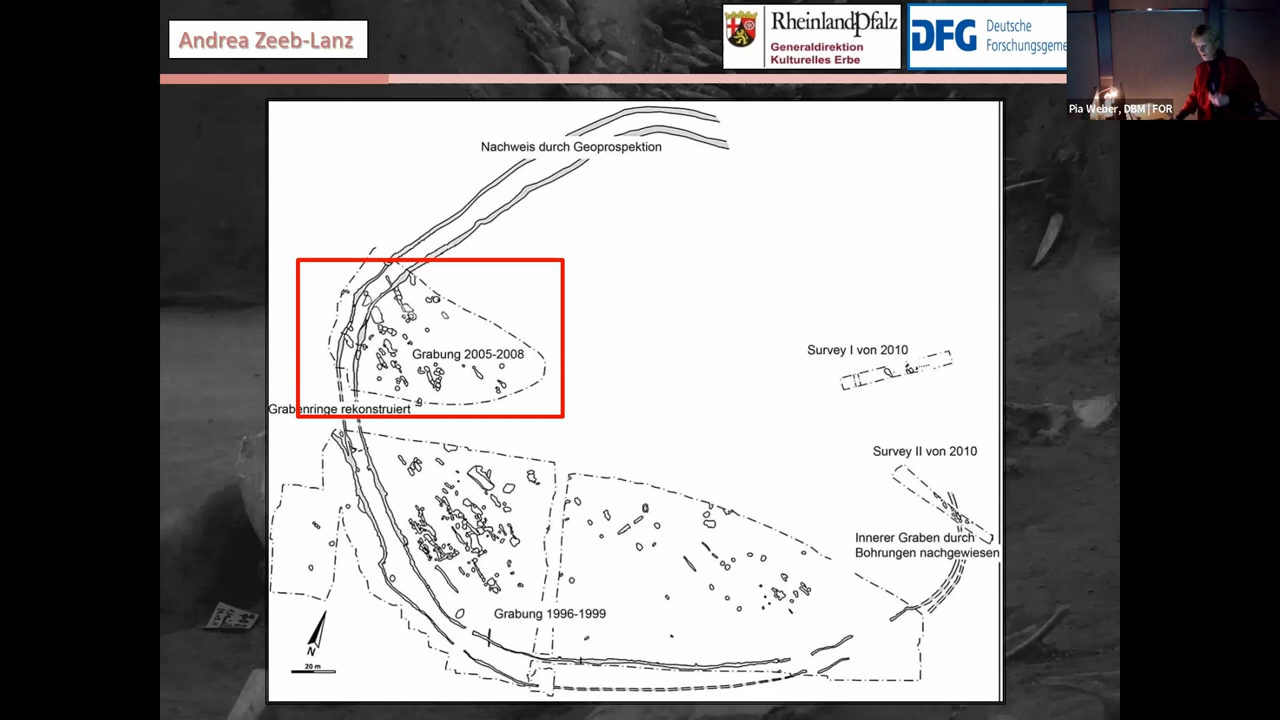 Andrea Zeeb-Lanz
RheinlandPfalz
Generaldirektion
Kulturelles Erbe
DFG
Deutsche
Forschungsgeme
Pia Weber, DBM | FOR
Nachweis durch Geoprospektion
Grabung 2005-2008
Survey I von 2010
Grabenringe rekonstruiert
Survey II von 2010
Innerer Graben durch
Bohrungen nachgewiesen
Grabung 1996-1999
N
20 m